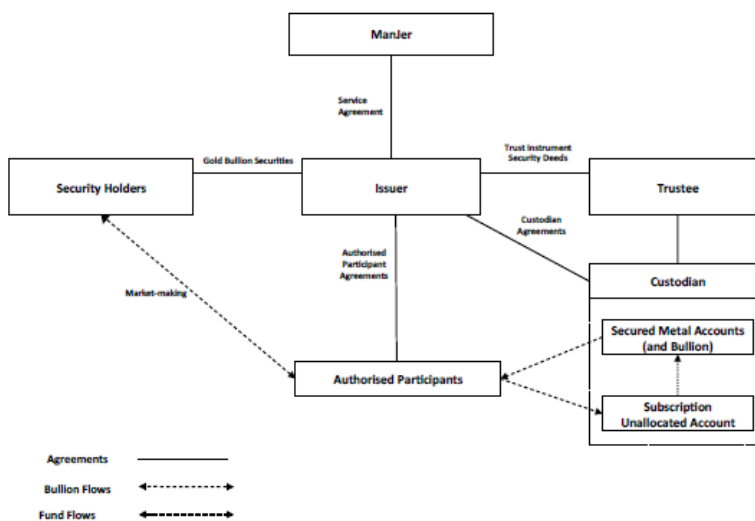 ManJer
Service
Agreement
Gold Bullion Securities
Trust Instrument
Security Deeds
Security Holders
Issuer
Trustee
Custodian
Agreements
Authorised
Participant
Agreements
Custodian
Market-making
Secured Metal Accounts
(and Bullion)
Authorised Participants
Subscription
Unallocated Account
Agreements
Bullion Flows
Fund Flows